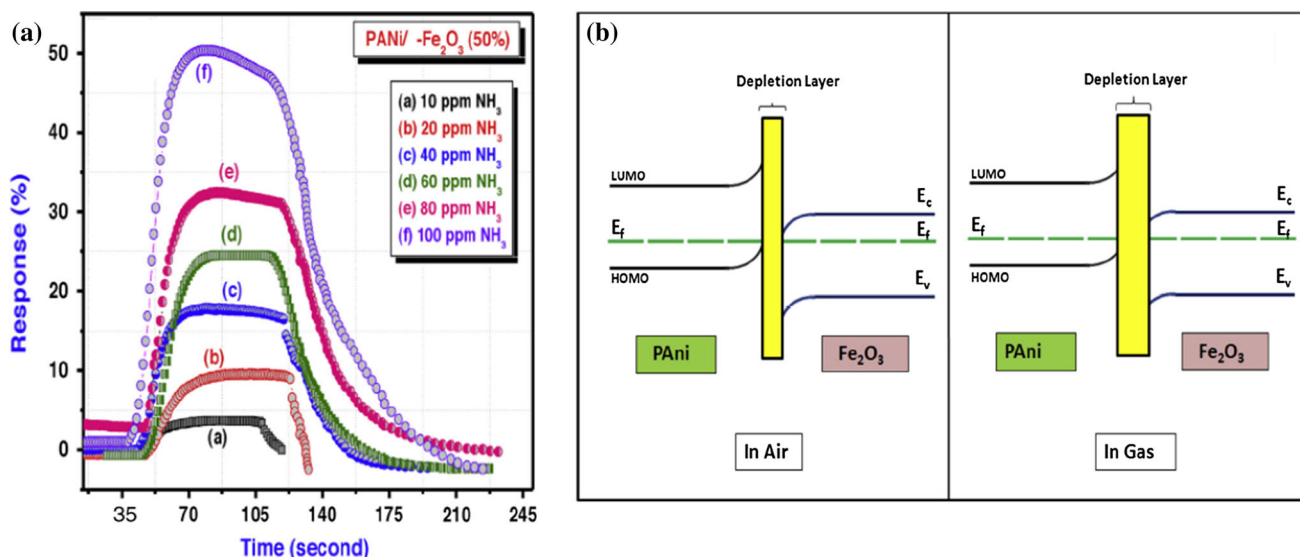 (a)
PANi/ -Fe2O3 (50%)
(a) 10 ppm NH3
(b) 20 ppm NH3
(c) 40 ppm NH3
(d) 60 ppm NH3
(e) 80 ppm NH3
(f) 100 ppm NH3
(f)
(e)
(d)
(c)
(b)
(a)
Response (%)
50
40
30
20
10
0
35 70 105 140 175 210 245
Time (second)
(b)
Depletion Layer
LUMO
Ec
Ef
Ef
HOMO
Ev
PAni
Fe2O3
In Air
Depletion Layer
LUMO
Ec
Ef
Ef
HOMO
Ev
PAni
Fe2O3
In Gas